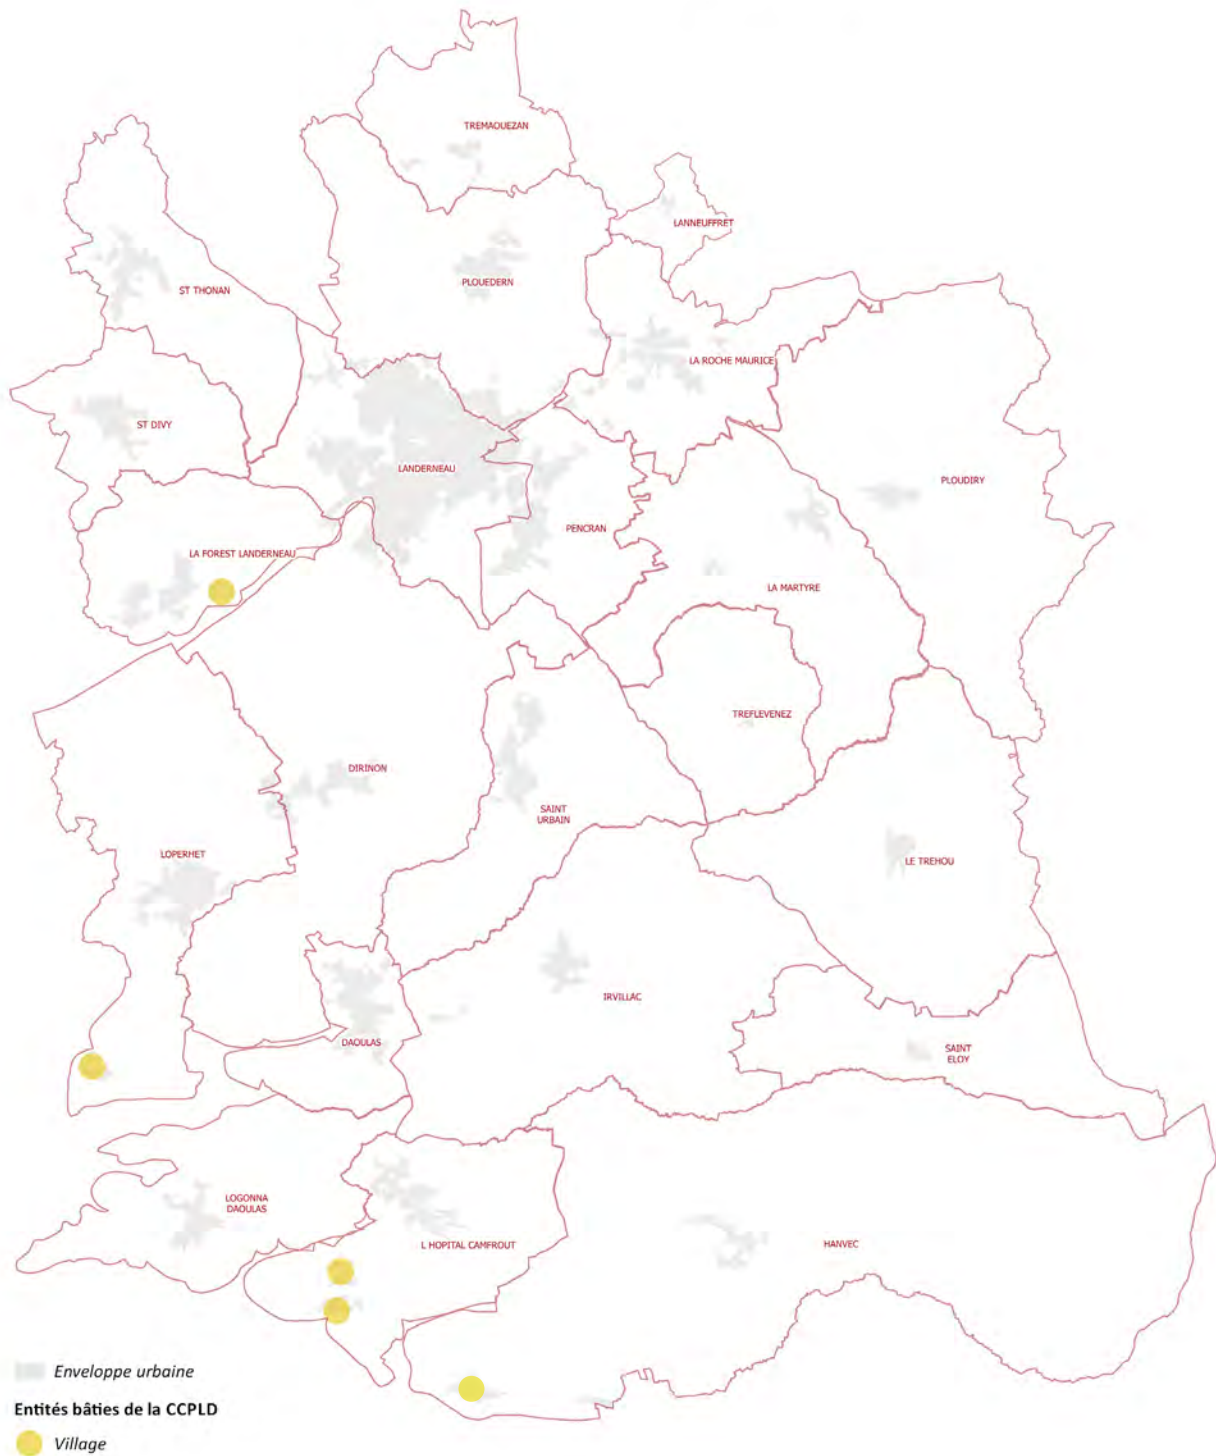 TREMAOUEZAN
LANNEUFFRET
PLOUEDERN
ST THONAN
LA ROCHE MAURICE
ST DIVY
LANDERNEAU
PLOUDIRY
PENCRAN
LA FOREST LANDERNEAU
LA MARTYRE
TREFLEVENEZ
DIRINON
SAINT
URBAIN
LOPERHET
LE TREHOU
IRVILLAC
DAOULAS
SAINT
ELOY
LOGONNA
DAOULAS
L HOPITAL CAMFROUT
HANVEC
Enveloppe urbaine
Entités bâties de la CCPLD
Village